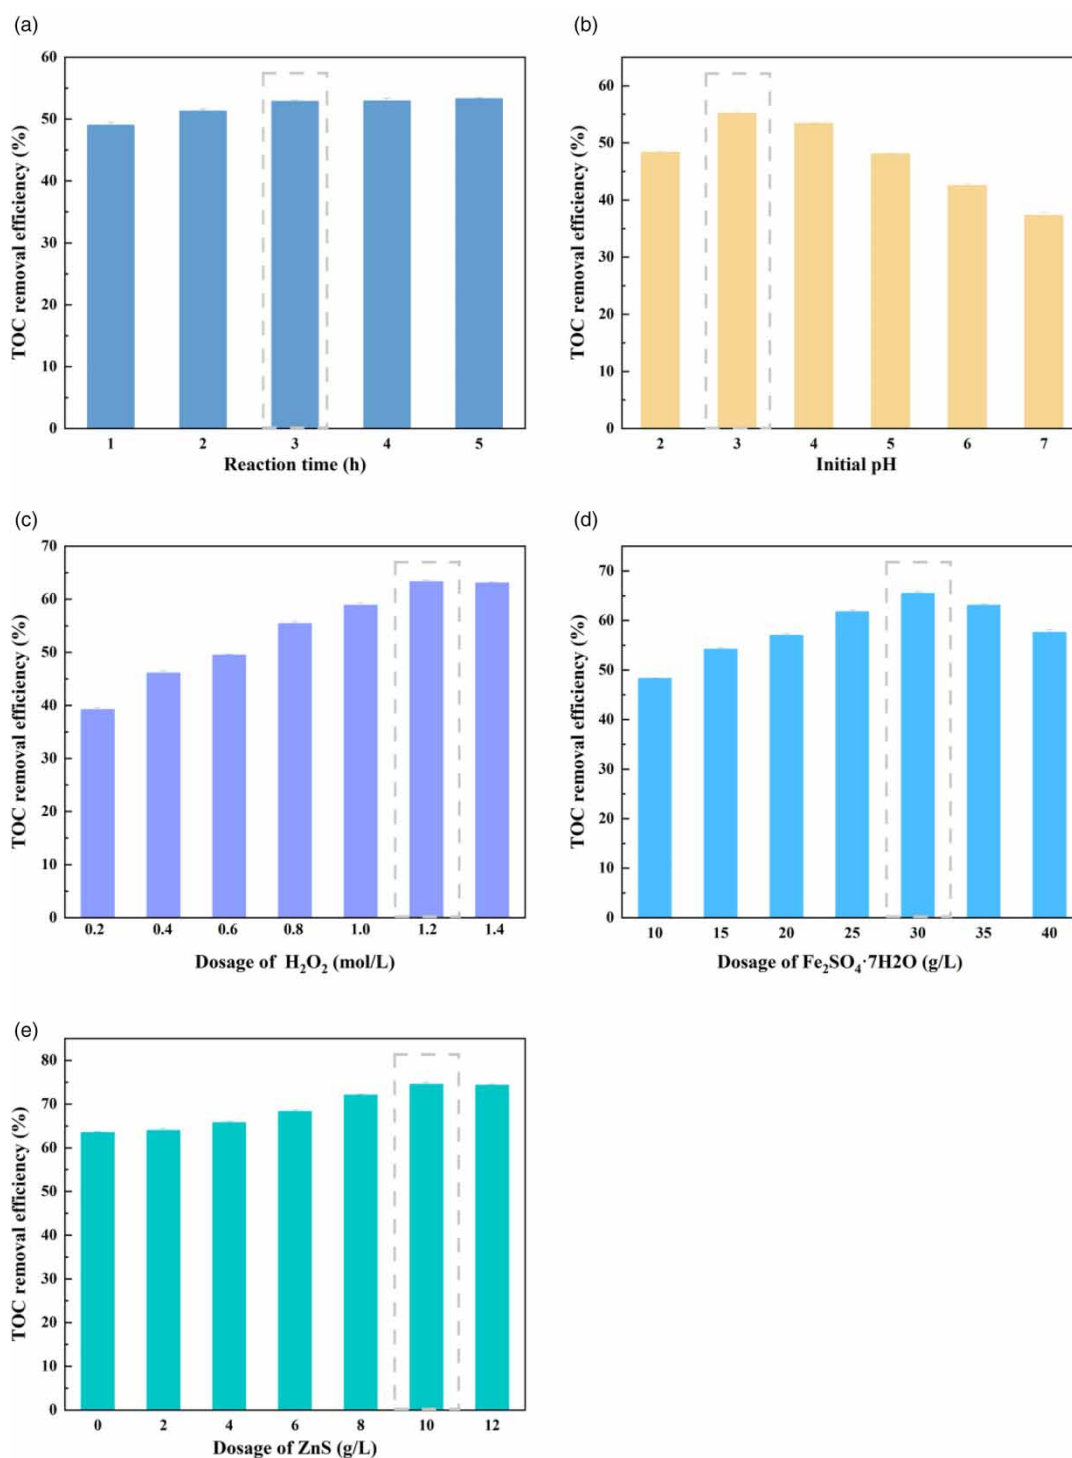 (a)
TOC removal efficiency (%)
60
50
40
30
20
10
0
1 2 3 4 5
Reaction time (h)
(b)
TOC removal efficiency (%)
60
50
40
30
20
10
0
2 3 4 5 6 7
Initial pH
(c)
TOC removal efficiency (%)
70
60
50
40
30
20
10
0
0.2 0.4 0.6 0.8 1.0 1.2 1.4
Dosage of H₂O₂ (mol/L)
(d)
TOC removal efficiency (%)
70
60
50
40
30
20
10
0
10 15 20 25 30 35 40
Dosage of Fe₂SO₄·7H2O (g/L)
(e)
TOC removal efficiency (%)
80
70
60
50
40
30
20
10
0
0 2 4 6 8 10 12
Dosage of ZnS (g/L)